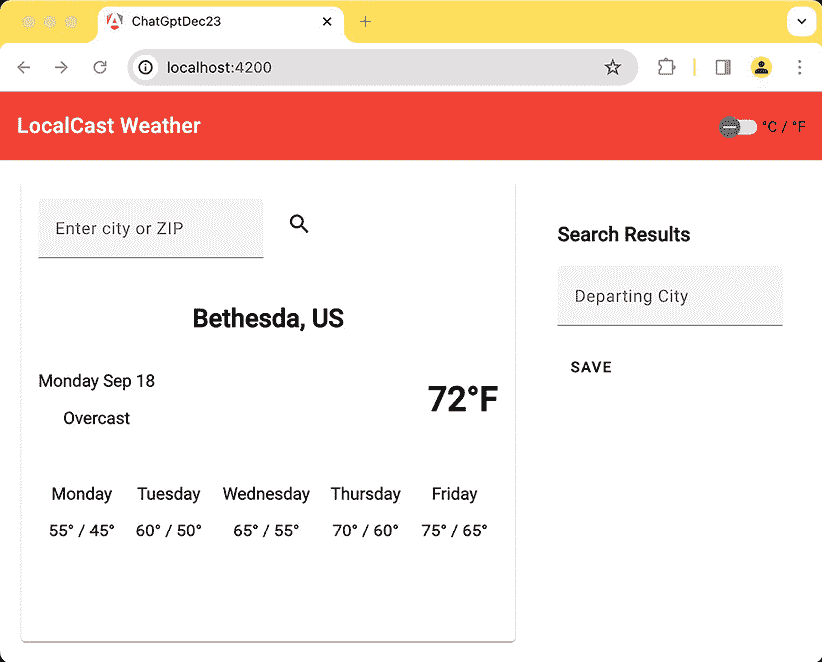 ChatGptDec23
localhost:4200
LocalCast Weather
°C / °F
Enter city or ZIP
Bethesda, US
Monday Sep 18
Overcast
72°F
Monday Tuesday Wednesday Thursday Friday
55° / 45° 60° / 50° 65° / 55° 70° / 60° 75° / 65°
Search Results
Departing City
SAVE